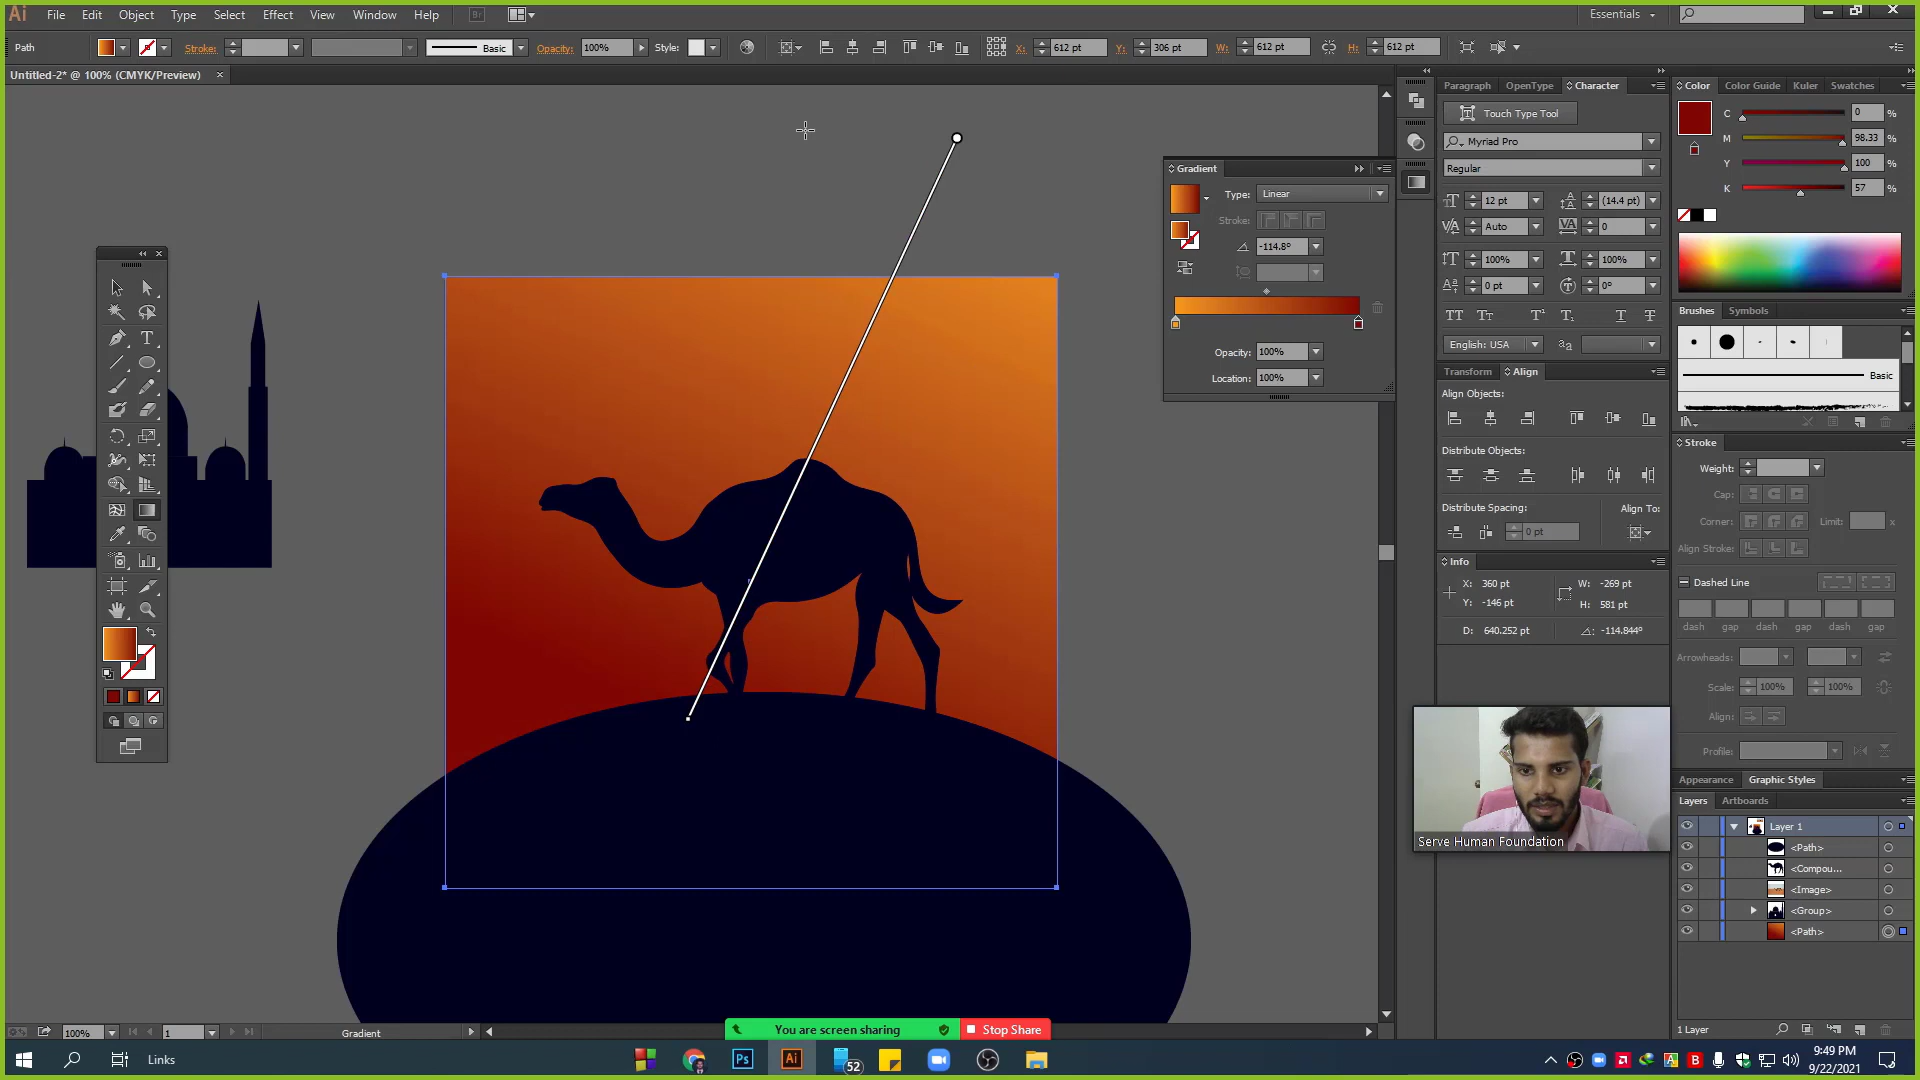 Ai File Edit Object Type Select Effect View Window Help Br Essentials
Path Stroke: Basic Opacity: 100% Style: X: 612 pt Y: 306 pt W: 612 pt H: 612 pt
Untitled-2* @ 100% (CMYK/Preview) ×
Gradient
Type: Linear
Stroke:
-114.8°
Opacity: 100%
Location: 100%
Paragraph OpenType Character
Touch Type Tool
Myriad Pro
Regular
12 pt (14.4 pt)
Auto 0
100% 100%
0 pt 0°
English: USA
Transform Align
Align Objects:
Distribute Objects:
Distribute Spacing: Align To:
0 pt
Info
X: 360 pt W: -269 pt
Y: -146 pt H: 581 pt
D: 640.252 pt -114.844°
Color Color Guide Kuler Swatches
C 0 %
M 98.33 %
Y 100 %
K 57 %
Brushes Symbols
Basic
Stroke
Weight:
Cap:
Corner: Limit: x
Align Stroke:
Dashed Line
dash gap dash gap dash gap
Arrowheads:
Scale: 100% 100%
Align:
Profile:
Appearance Graphic Styles
Layers Artboards
Layer 1
<Path>
<Compou...
<Image>
<Group>
<Path>
1 Layer
Serve Human Foundation
100% 1 Gradient
You are screen sharing Stop Share
Links Ps Ai 52
9:49 PM
9/22/2021